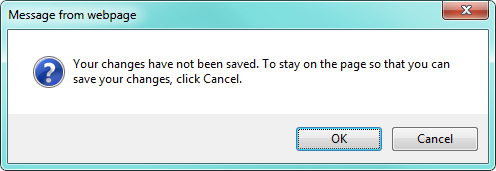 Message from webpage
Your changes have not been saved. To stay on the page so that you can
save your changes, click Cancel.
OK
Cancel